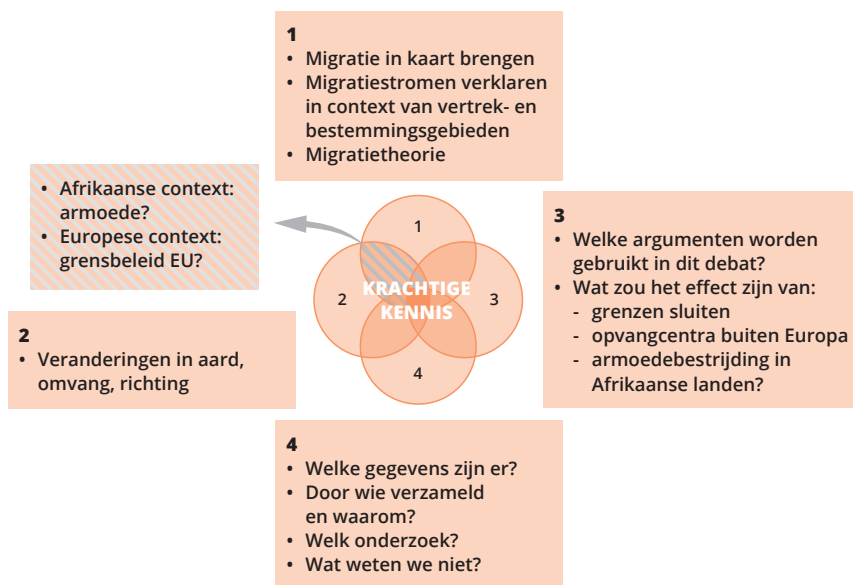 1
• Migratie in kaart brengen
• Migratiestromen verklaren
in context van vertrek- en
bestemmingsgebieden
• Migratietheorie
• Afrikaanse context:
armoede?
• Europese context:
grensbeleid EU?
2
• Veranderingen in aard,
omvang, richting
1
2
KRACHTIGE
KENNIS
3
4
3
• Welke argumenten worden
gebruikt in dit debat?
• Wat zou het effect zijn van:
- grenzen sluiten
- opvangcentra buiten Europa
- armoedebestrijding in
Afrikaanse landen?
4
• Welke gegevens zijn er?
• Door wie verzameld
en waarom?
• Welk onderzoek?
• Wat weten we niet?